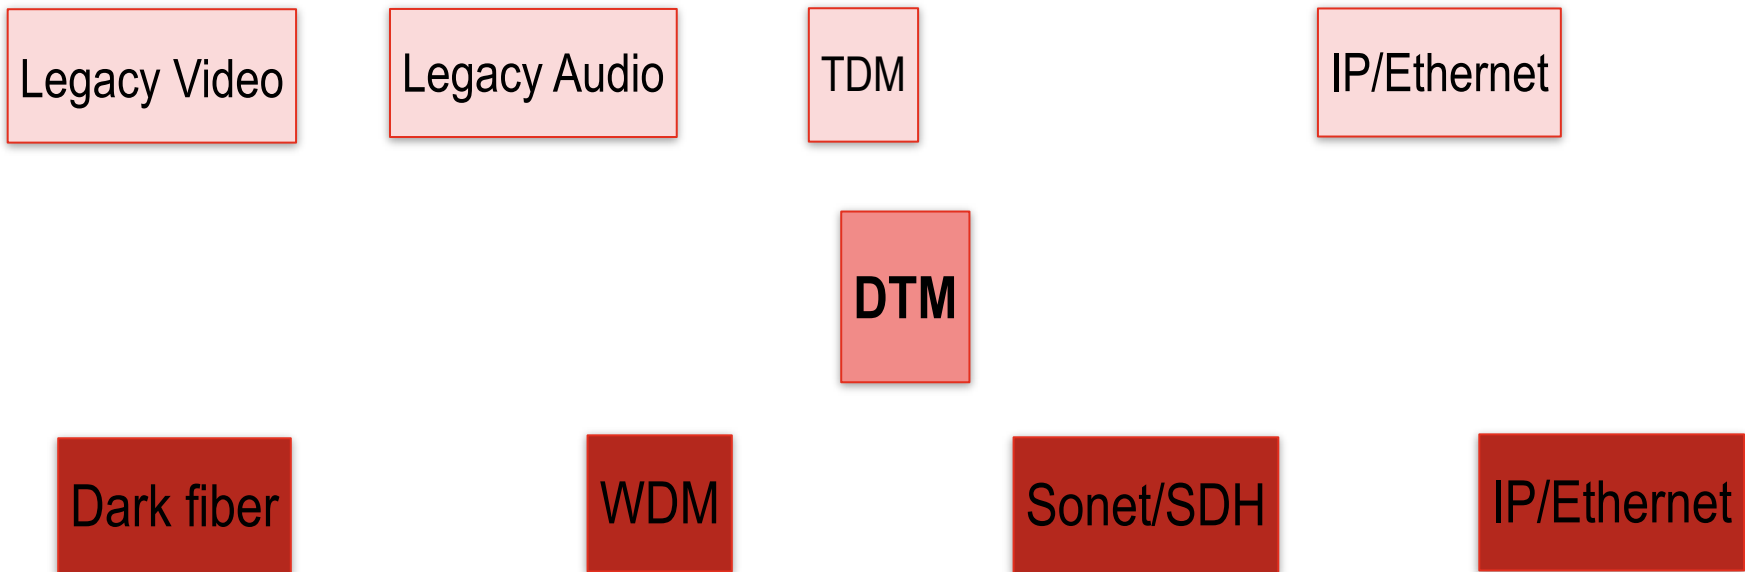 Legacy Video
Legacy Audio
TDM
IP/Ethernet
DTM
Dark fiber
WDM
Sonet/SDH
IP/Ethernet